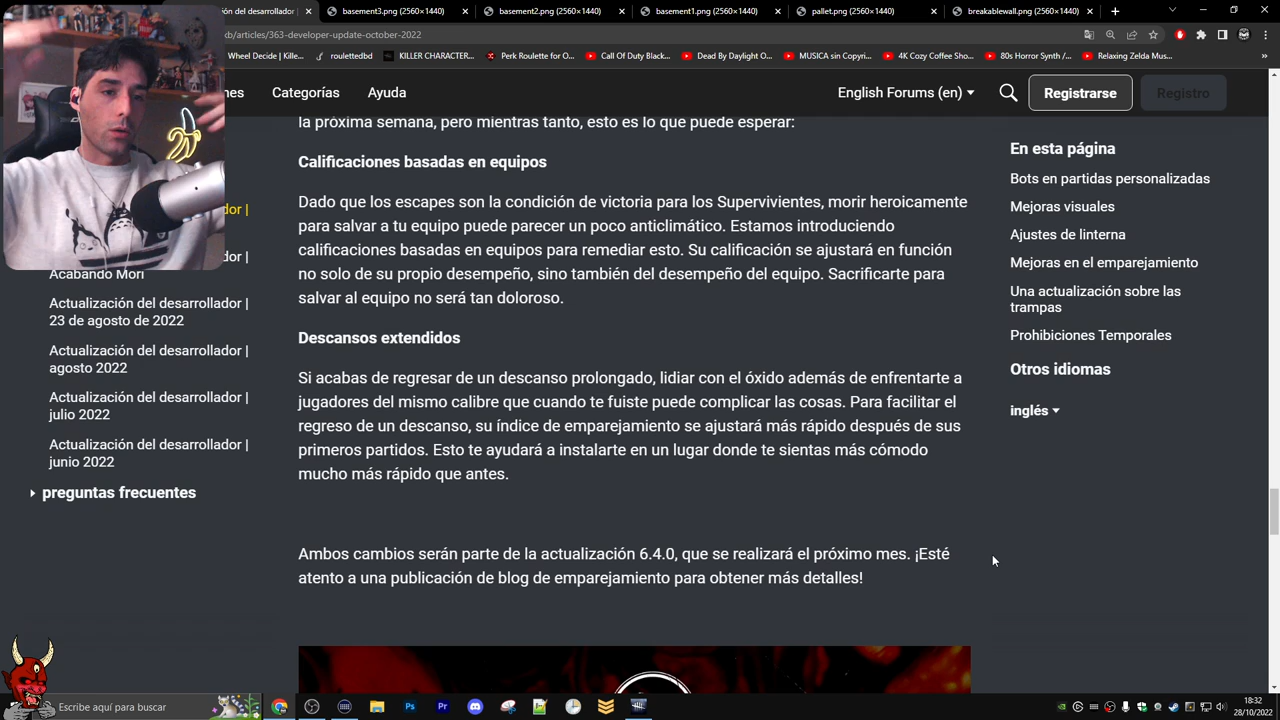 del desarrollador |
basement3.png (2560×1440)
basement2.png (2560×1440)
basement1.png (2560×1440)
pallet.png (2560×1440)
breakablewall.png (2560×1440)
kb/articles/363-developer-update-october-2022
Wheel Decide | Kille...
roulettedbd
KILLER CHARACTER...
Perk Roulette for O...
Call Of Duty Black...
Dead By Daylight O...
MUSICA sin Copyri...
4K Cozy Coffee Sho...
80s Horror Synth /...
Relaxing Zelda Mus...
»
nes
Categorías
Ayuda
English Forums (en)
Registrarse
Registro
la próxima semana, pero mientras tanto, esto es lo que puede esperar:
Calificaciones basadas en equipos
Dado que los escapes son la condición de victoria para los Supervivientes, morir heroicamente
para salvar a tu equipo puede parecer un poco anticlimático. Estamos introduciendo
calificaciones basadas en equipos para remediar esto. Su calificación se ajustará en función
no solo de su propio desempeño, sino también del desempeño del equipo. Sacrificarte para
salvar al equipo no será tan doloroso.
Descansos extendidos
Si acabas de regresar de un descanso prolongado, lidiar con el óxido además de enfrentarte a
jugadores del mismo calibre que cuando te fuiste puede complicar las cosas. Para facilitar el
regreso de un descanso, su índice de emparejamiento se ajustará más rápido después de sus
primeros partidos. Esto te ayudará a instalarte en un lugar donde te sientas más cómodo
mucho más rápido que antes.
Ambos cambios serán parte de la actualización 6.4.0, que se realizará el próximo mes. ¡Esté
atento a una publicación de blog de emparejamiento para obtener más detalles!
dor |
dor |
Acabando Mori
Actualización del desarrollador |
23 de agosto de 2022
Actualización del desarrollador |
agosto 2022
Actualización del desarrollador |
julio 2022
Actualización del desarrollador |
junio 2022
preguntas frecuentes
En esta página
Bots en partidas personalizadas
Mejoras visuales
Ajustes de linterna
Mejoras en el emparejamiento
Una actualización sobre las
trampas
Prohibiciones Temporales
Otros idiomas
inglés
Escribe aquí para buscar
18:32
28/10/2022